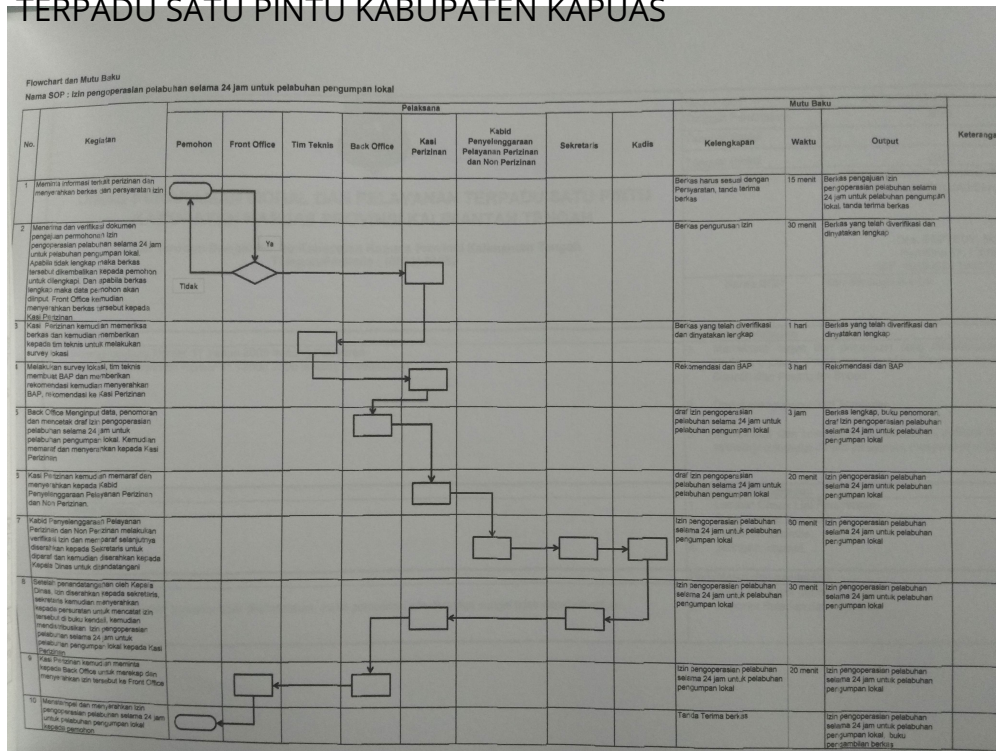 TERPADU SATU PINTU KABUPATEN KAPUAS
Flowchart dan Mutu Baku
Nama SOP : Izin pengoperasian pelabuhan selama 24 jam untuk pelabuhan pengumpan lokal
Pelaksana
Mutu Baku
No.
Kegiatan
Pemohon
Front Office
Tim Teknis
Back Office
Kasi
Perizinan
Kabid
Penyelenggaraan
Pelayanan Perizinan
dan Non Perizinan
Sekretaris
Kadis
Kelengkapan
Waktu
Output
1
Meminta informasi terkait perizinan dan
menyerahkan berkas dan persyaratan izin
Berkas harus sesuai dengan
Persyaratan, tanda terima
berkas
15 menit
Berkas pengajuan izin
pengoperasian pelabuhan selama
24 jam untuk pelabuhan pengumpan
lokal, tanda terima berkas
2
Menerima dan verifikasi dokumen
pengajuan permohonan izin
pengoperasian pelabuhan selama 24 jam
untuk pelabuhan pengumpan lokal.
Apabila tidak lengkap maka berkas
tersebut dikembalikan kepada pemohon
untuk dilengkapi. Dan apabila berkas
lengkap maka data pemohon akan
diinput. Front Office kemudian
menyerahkan berkas tersebut kepada
Kasi Perizinan
Ya
Tidak
Berkas pengurusan izin
30 menit
Berkas yang telah diverifikasi dan
dinyatakan lengkap
3
Kasi Perizinan kemudian memeriksa
berkas dan kemudian memberikan
kepada tim teknis untuk melakukan
survey lokasi
Berkas yang telah diverifikasi
dan dinyatakan lengkap
1 hari
Berkas yang telah diverifikasi dan
dinyatakan lengkap
Melakukan survey lokasi, tim teknis
membuat BAP dan memberikan
rekomendasi kemudian menyerahkan
BAP, rekomendasi ke Kasi Perizinan
Rekomendasi dan BAP
3 hari
Rekomendasi dan BAP
Back Office Menginput data, penomoran
dan mencetak draf izin pengoperasian
pelabuhan selama 24 jam untuk
pelabuhan pengumpan lokal. Kemudian
memaraf dan menyerahkan kepada Kasi
Perizinan
draf izin pengoperasian
pelabuhan selama 24 jam untuk
pelabuhan pengumpan lokal
3 jam
Berkas lengkap, buku penomoran,
draf izin pengoperasian pelabuhan
selama 24 jam untuk pelabuhan
pengumpan lokal
Kasi Perizinan kemudian memaraf dan
menyerahkan kepada Kabid
Penyelenggaraan Pelayanan Perizinan
dan Non Perizinan
draf izin pengoperasian
pelabuhan selama 24 jam untuk
pelabuhan pengumpan lokal
20 menit
Izin pengoperasian pelabuhan
selama 24 jam untuk pelabuhan
pengumpan lokal
7
Kabid Penyelenggaraan Pelayanan
Perizinan dan Non Perizinan melakukan
verifikasi izin dan memparaf selanjutnya
diserahkan kepada Sekretaris untuk
diparaf dan kemudian diserahkan kepada
Kepala Dinas untuk ditandatangani
Izin pengoperasian pelabuhan
selama 24 jam untuk pelabuhan
pengumpan lokal
menit
Izin pengoperasian pelabuhan
selama 24 jam untuk pelabuhan
pengumpan lokal
8
Setelah penandatanganan oleh Kepala
Dinas, izin diserahkan kepada sekretaris,
sekretaris kemudian menyerahkan
kepada persuratan untuk mencatat izin
tersebut di buku kendali, kemudian
mendistribusikan izin pengoperasian
pelabuhan selama 24 jam untuk
pelabuhan pengumpan lokal kepada Kasi
Perizinan
Izin pengoperasian pelabuhan
selama 24 jam untuk pelabuhan
pengumpan lokal
30 menit
Izin pengoperasian pelabuhan
selama 24 jam untuk pelabuhan
pengumpan lokal
9
Kasi Perizinan kemudian meminta
kepada Back Office untuk merekap dan
menyerahkan izin tersebut ke Front Office
Izin pengoperasian pelabuhan
selama 24 jam untuk pelabuhan
pengumpan lokal
20 menit
Izin pengoperasian pelabuhan
selama 24 jam untuk pelabuhan
pengumpan lokal
10
Menstempel dan menyerahkan izin
pengoperasian pelabuhan selama 24 jam
untuk pelabuhan pengumpan lokal
kepada pemohon
Tanda Terima berkas
Izin pengoperasian pelabuhan
selama 24 jam untuk pelabuhan
pengumpan lokal, buku
pengambilan berkas